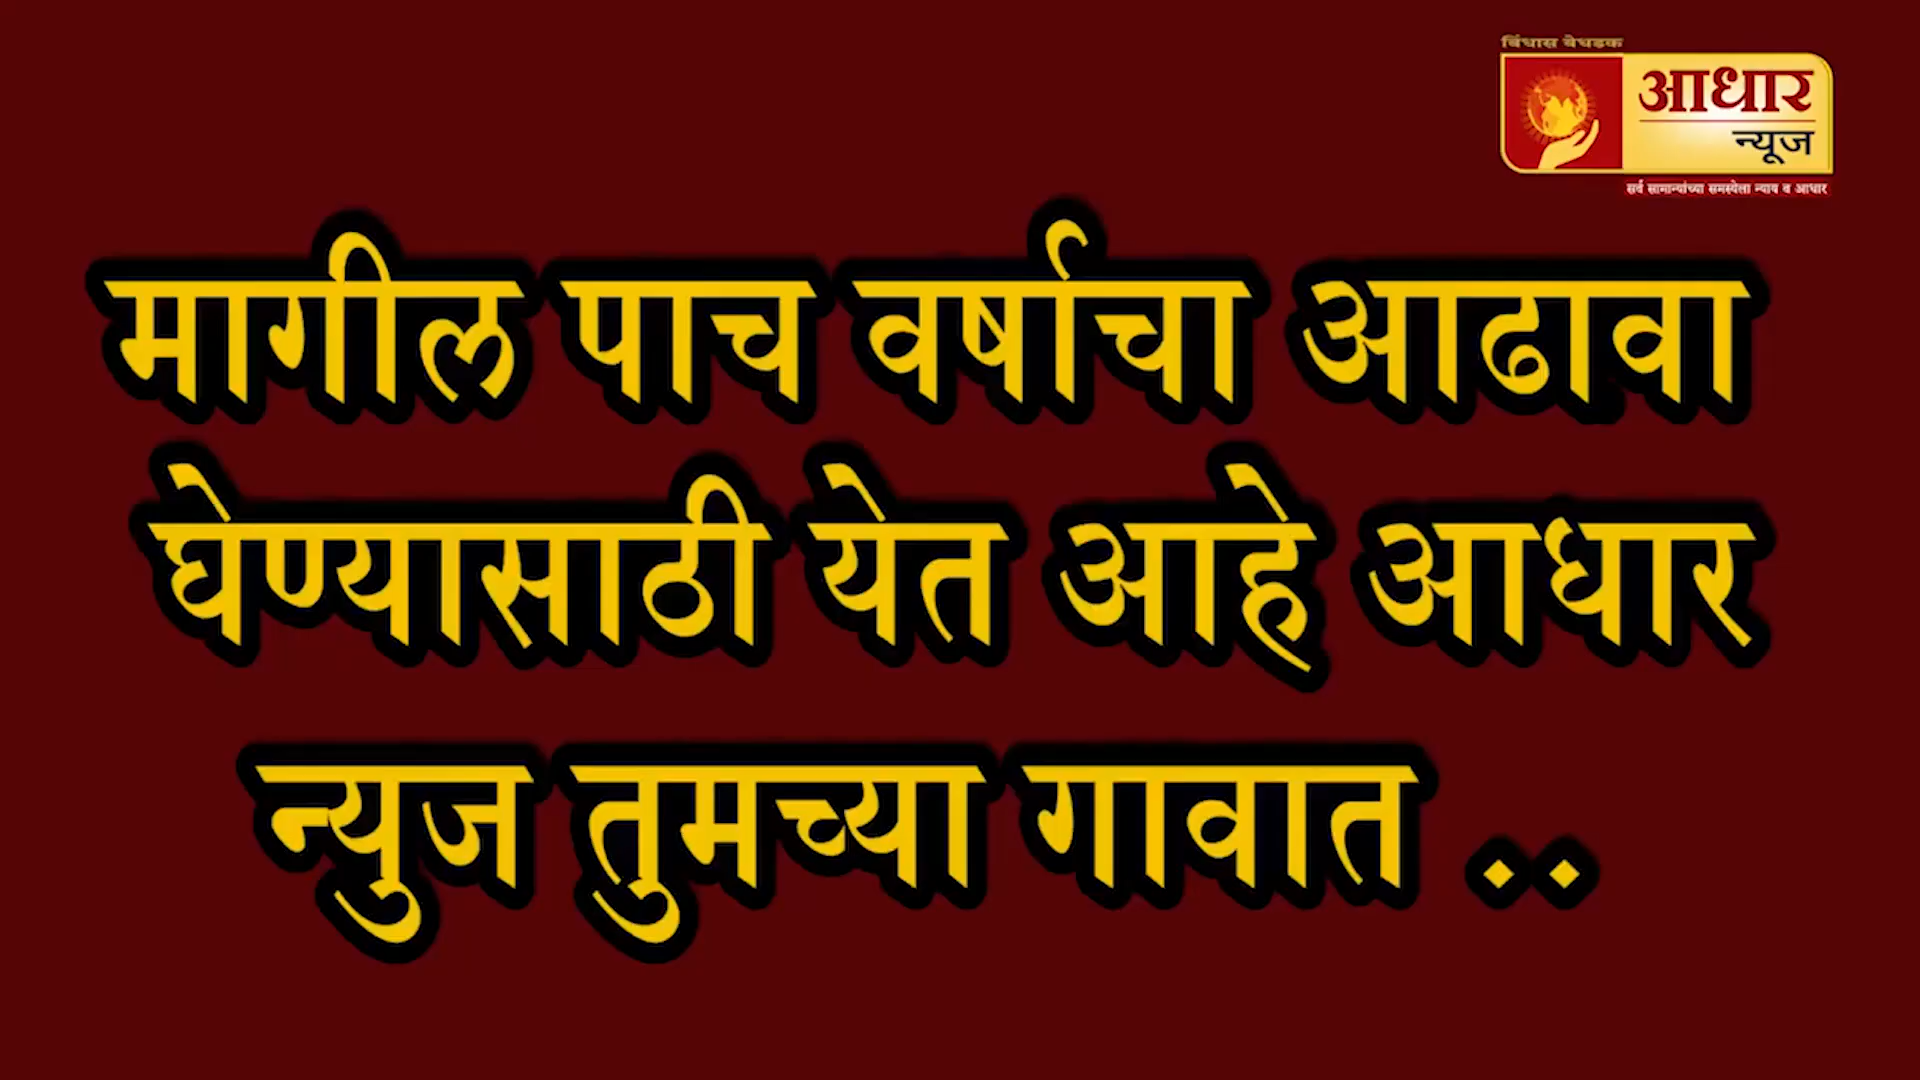 बिंधास बेधडक
आधार
न्यूज
सर्व सामान्यांच्या समस्येला न्याय व आधार
मागील पाच वर्षाचा आढावा
घेण्यासाठी येत आहे आधार
न्युज तुमच्या गावात ..